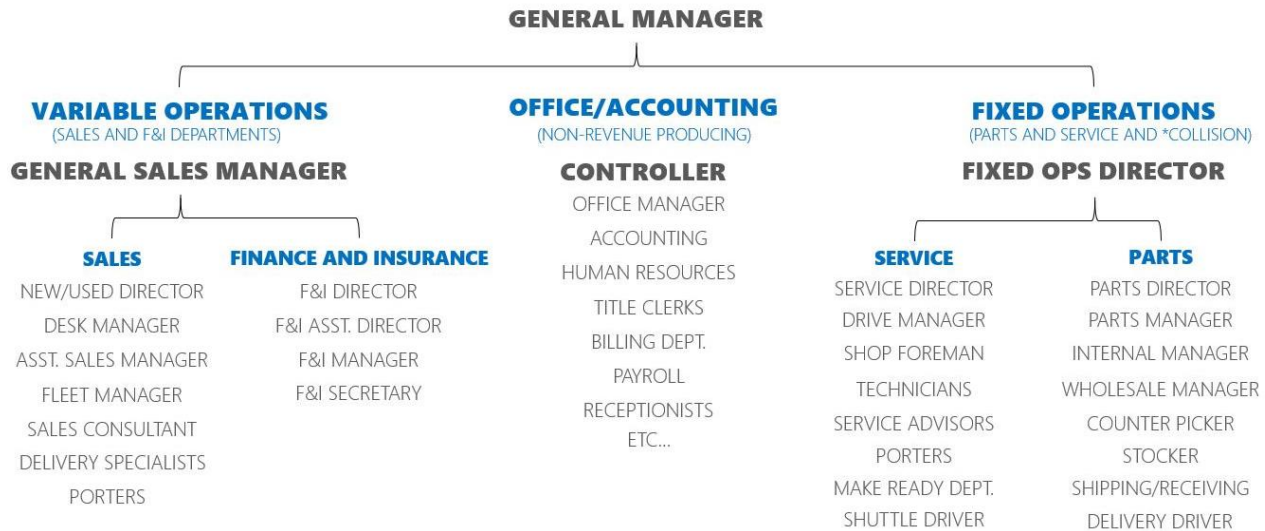 GENERAL MANAGER
VARIABLE OPERATIONS
(SALES AND F&I DEPARTMENTS)
GENERAL SALES MANAGER
SALES
NEW/USED DIRECTOR
DESK MANAGER
ASST. SALES MANAGER
FLEET MANAGER
SALES CONSULTANT
DELIVERY SPECIALISTS
PORTERS
FINANCE AND INSURANCE
F&I DIRECTOR
F&I ASST. DIRECTOR
F&I MANAGER
F&I SECRETARY
OFFICE/ACCOUNTING
(NON-REVENUE PRODUCING)
CONTROLLER
OFFICE MANAGER
ACCOUNTING
HUMAN RESOURCES
TITLE CLERKS
BILLING DEPT.
PAYROLL
RECEPTIONISTS
ETC...
FIXED OPERATIONS
(PARTS AND SERVICE AND *COLLISION)
FIXED OPS DIRECTOR
SERVICE
SERVICE DIRECTOR
DRIVE MANAGER
SHOP FOREMAN
TECHNICIANS
SERVICE ADVISORS
PORTERS
MAKE READY DEPT.
SHUTTLE DRIVER
PARTS
PARTS DIRECTOR
PARTS MANAGER
INTERNAL MANAGER
WHOLESALE MANAGER
COUNTER PICKER
STOCKER
SHIPPING/RECEIVING
DELIVERY DRIVER